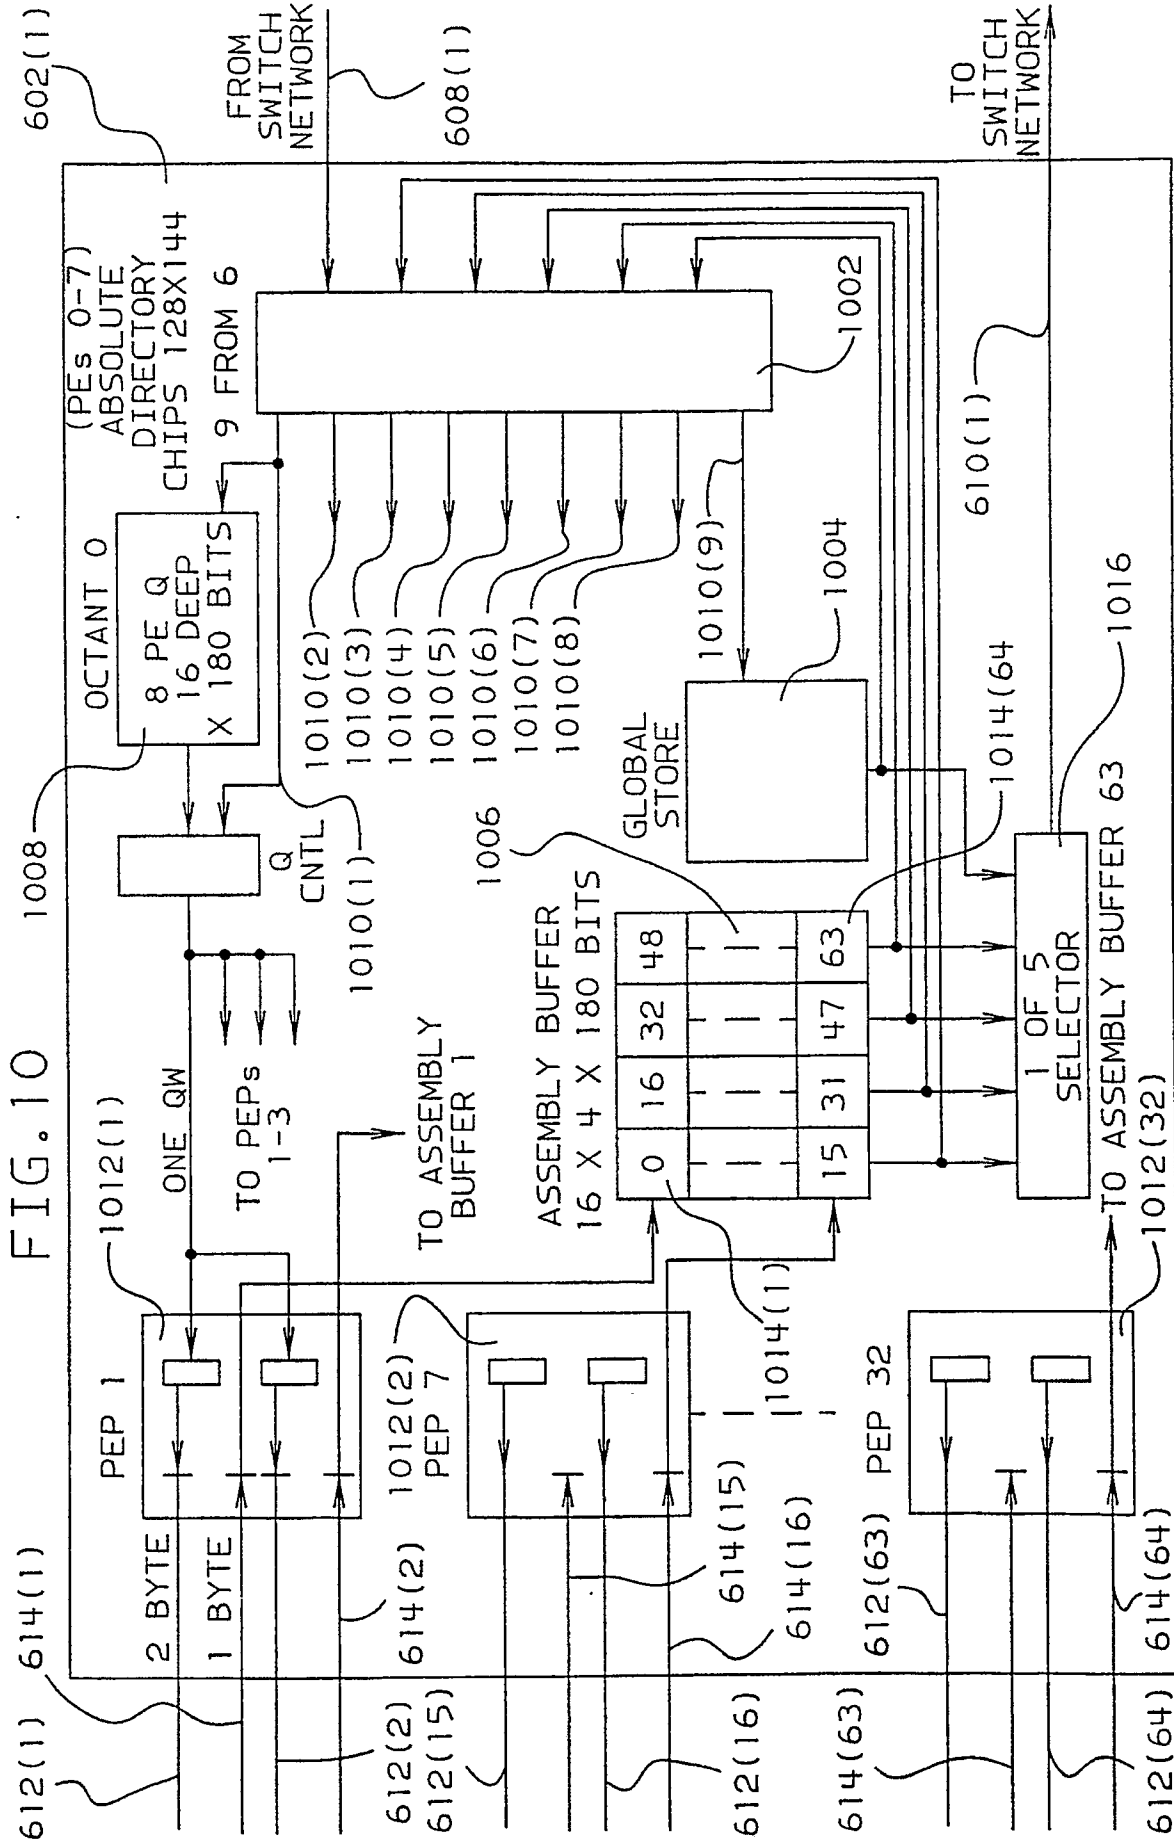 FIG.10
602(1)
(PEs 0-7)
ABSOLUTE
DIRECTORY
CHIPS 128X144
9 FROM 6
FROM
SWITCH
NETWORK
608(1)
OCTANT 0
8 PE Q
16 DEEP
X 180 BITS
1008
Q
CNTL
1010(1)
1010(2)
1010(3)
1010(4)
1010(5)
1010(6)
1010(7)
1010(8)
1010(9)
1002
ONE QW
TO PEPs
1-3
1012(1)
PEP 1
614(1)
612(1)
2 BYTE
1 BYTE
614(2)
612(2)
TO ASSEMBLY
BUFFER 1
1006
ASSEMBLY BUFFER
16 X 4 X 180 BITS
0
16
32
48
15
31
47
63
GLOBAL
STORE
1004
1014(64
1014(1)
1012(2)
PEP 7
612(15)
614(15)
612(16)
614(16)
1 OF 5
SELECTOR
1016
610(1)
TO
SWITCH
NETWORK
TO ASSEMBLY BUFFER 63
1012(32)
PEP 32
612(63)
614(63)
612(64)
614(64)